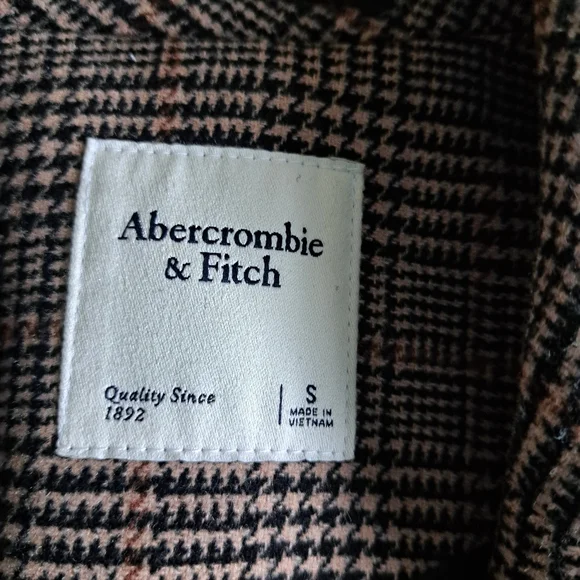 Abercrombie
& Fitch
Quality Since
1892
S
MADE IN
VIETNAM